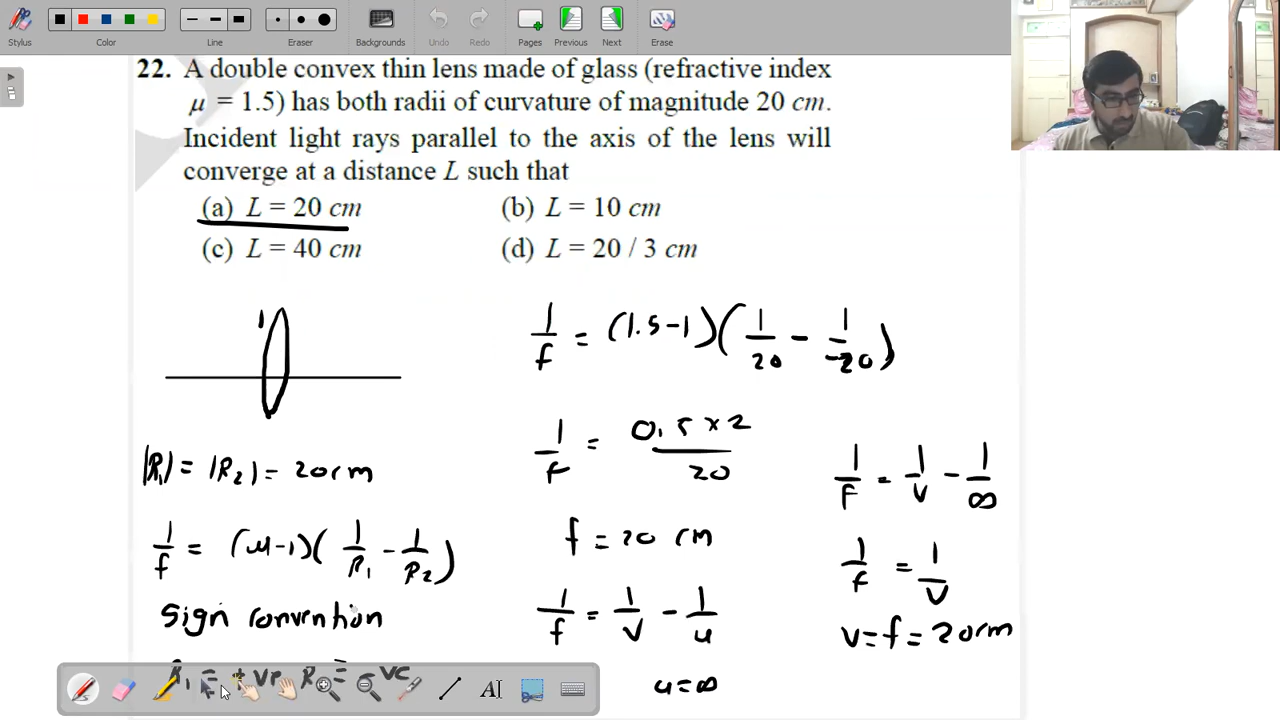 Stylus
Color
Line
Eraser
Backgrounds
Undo
Redo
Pages
Previous
Next
Erase
22. A double convex thin lens made of glass (refractive index
μ = 1.5) has both radii of curvature of magnitude 20 cm.
Incident light rays parallel to the axis of the lens will
converge at a distance L such that
(a) L = 20 cm (b) L = 10 cm
(c) L = 40 cm (d) L = 20 / 3 cm
|R₁| = |R₂| = 20cm
1/f = (μ-1)(1/R₁ - 1/R₂)
Sign convention
R₁ = +ve R = -ve
1/f = (1.5-1)(1/20 - 1/-20)
1/f = 0.5 x 2/20
f = 20 cm
1/f = 1/v - 1/u
u = ∞
1/f = 1/v - 1/∞
1/f = 1/v
v = f = 20cm